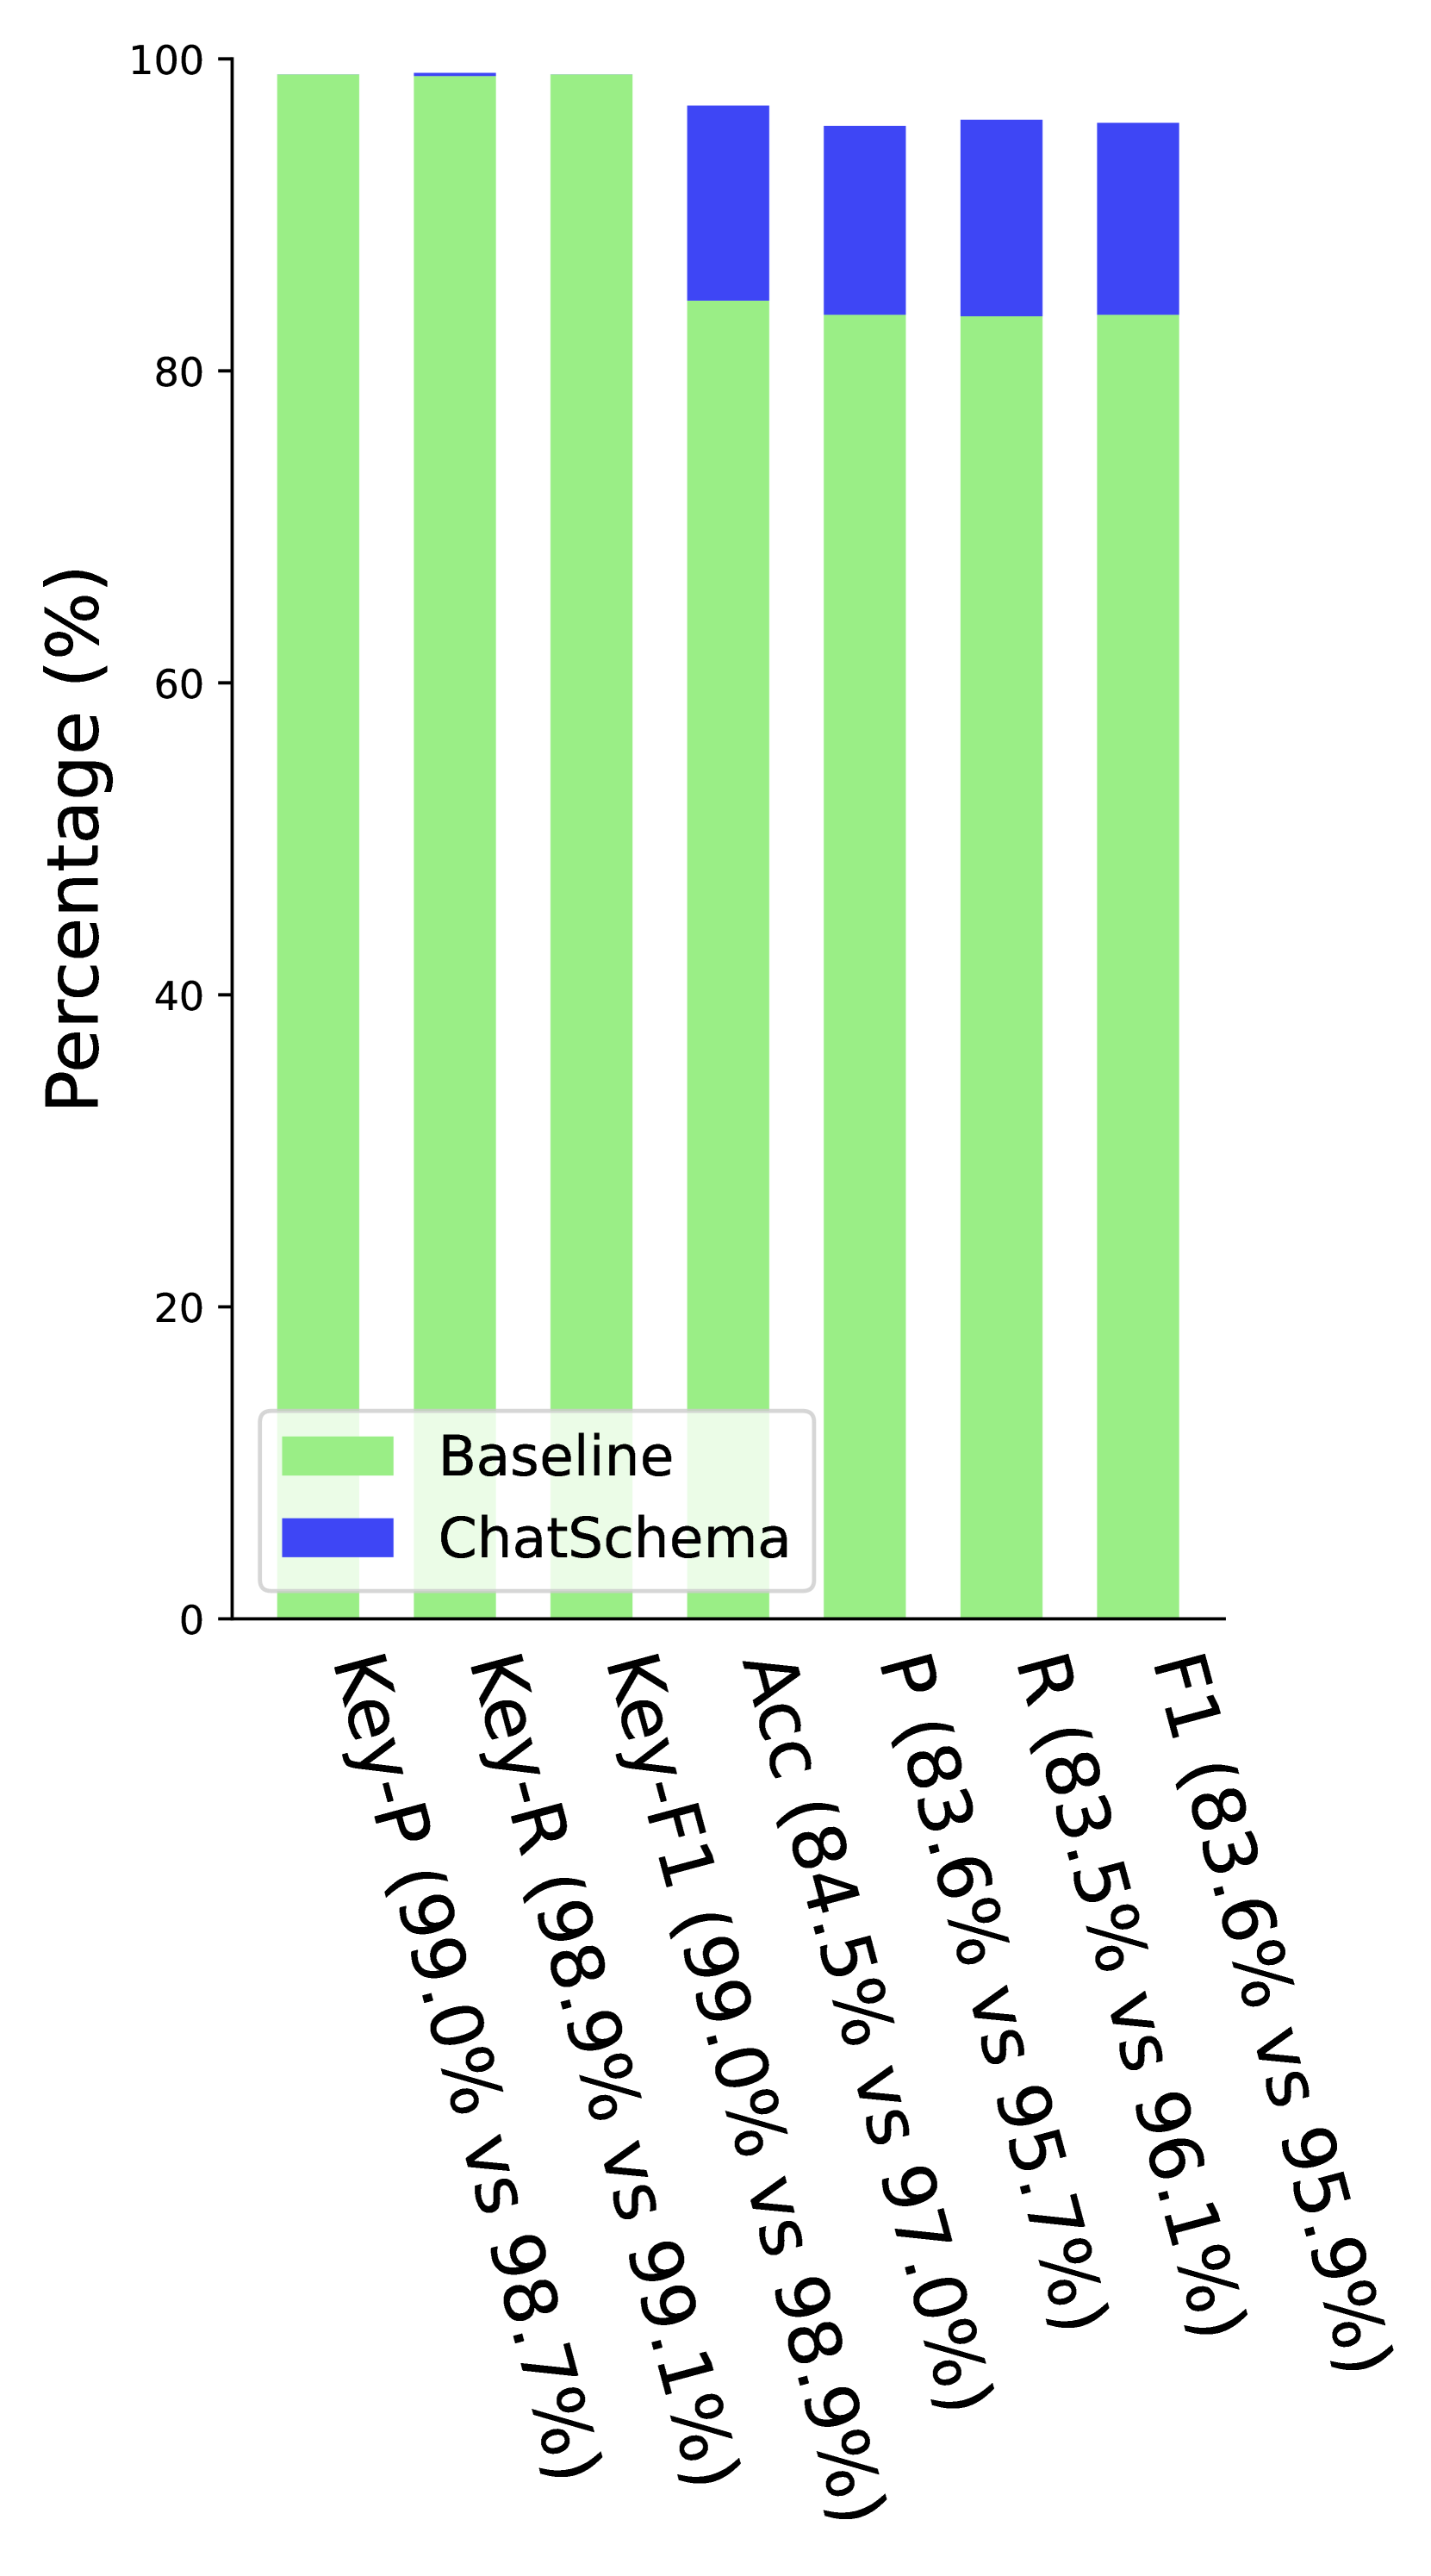 Percentage (%)
100
80
60
40
20
0
Baseline
ChatSchema
Key-P (99.0% vs 98.7%)
Key-R (98.9% vs 99.1%)
Key-F1 (99.0% vs 98.9%)
Acc (84.5% vs 97.0%)
P (83.6% vs 95.7%)
R (83.5% vs 96.1%)
F1 (83.6% vs 95.9%)